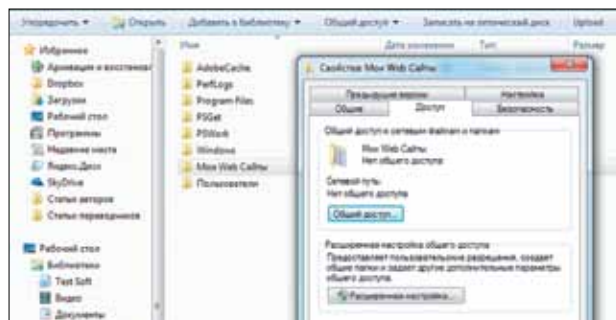 Упорядочить Открыть Добавить в библиотеку Общий доступ Записать на оптический диск Upload
Избранное
Архивация и восстановл
Dropbox
Загрузки
Рабочий стол
Программы
Недавние места
Яндекс.Диск
SkyDrive
Статьи авторов
Статьи переводчиков
Рабочий стол
Библиотеки
Test Soft
Видео
Документы
Имя Дата изменения Тип Размер
AdobeCache
PerfLogs
Program Files
PSGet
PSWork
Windows
Мои Web Сайты
Пользователи
Свойства: Мои Web Сайты
Предыдущие версии Настройка
Общие Доступ Безопасность
Общий доступ к сетевым файлам и папкам
Мои Web Сайты
Нет общего доступа
Сетевой путь:
Нет общего доступа
Общий доступ...
Расширенная настройка общего доступа
Предоставляет пользовательские разрешения, создает
общие папки и задает другие дополнительные параметры
общего доступа.
Расширенная настройка...